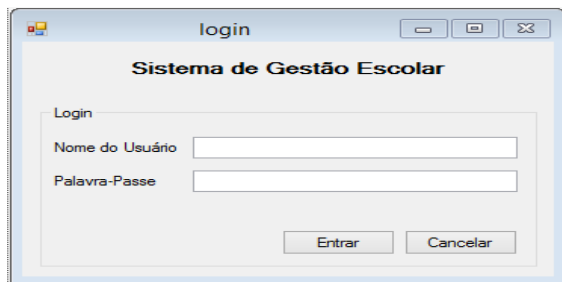 login
Sistema de Gestão Escolar
Login
Nome do Usuário
Palavra-Passe
Entrar Cancelar